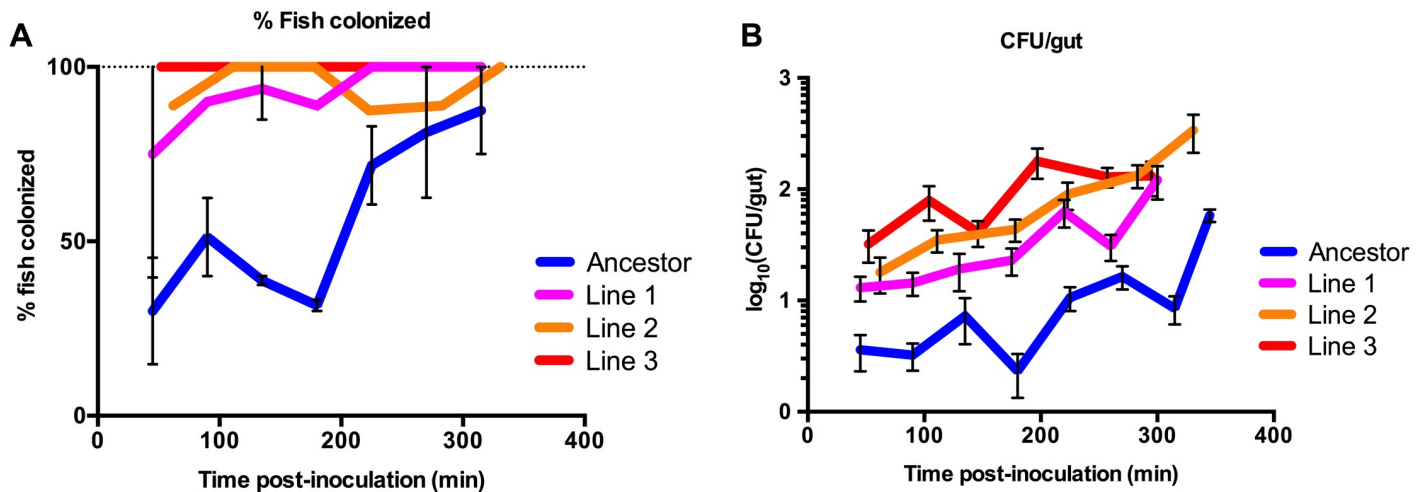 A
% Fish colonized
% fish colonized
100
50
0
0
100
200
300
400
Time post-inoculation (min)
Ancestor
Line 1
Line 2
Line 3
B
CFU/gut
log10(CFU/gut)
3
2
1
0
0
100
200
300
400
Time post-inoculation (min)
Ancestor
Line 1
Line 2
Line 3